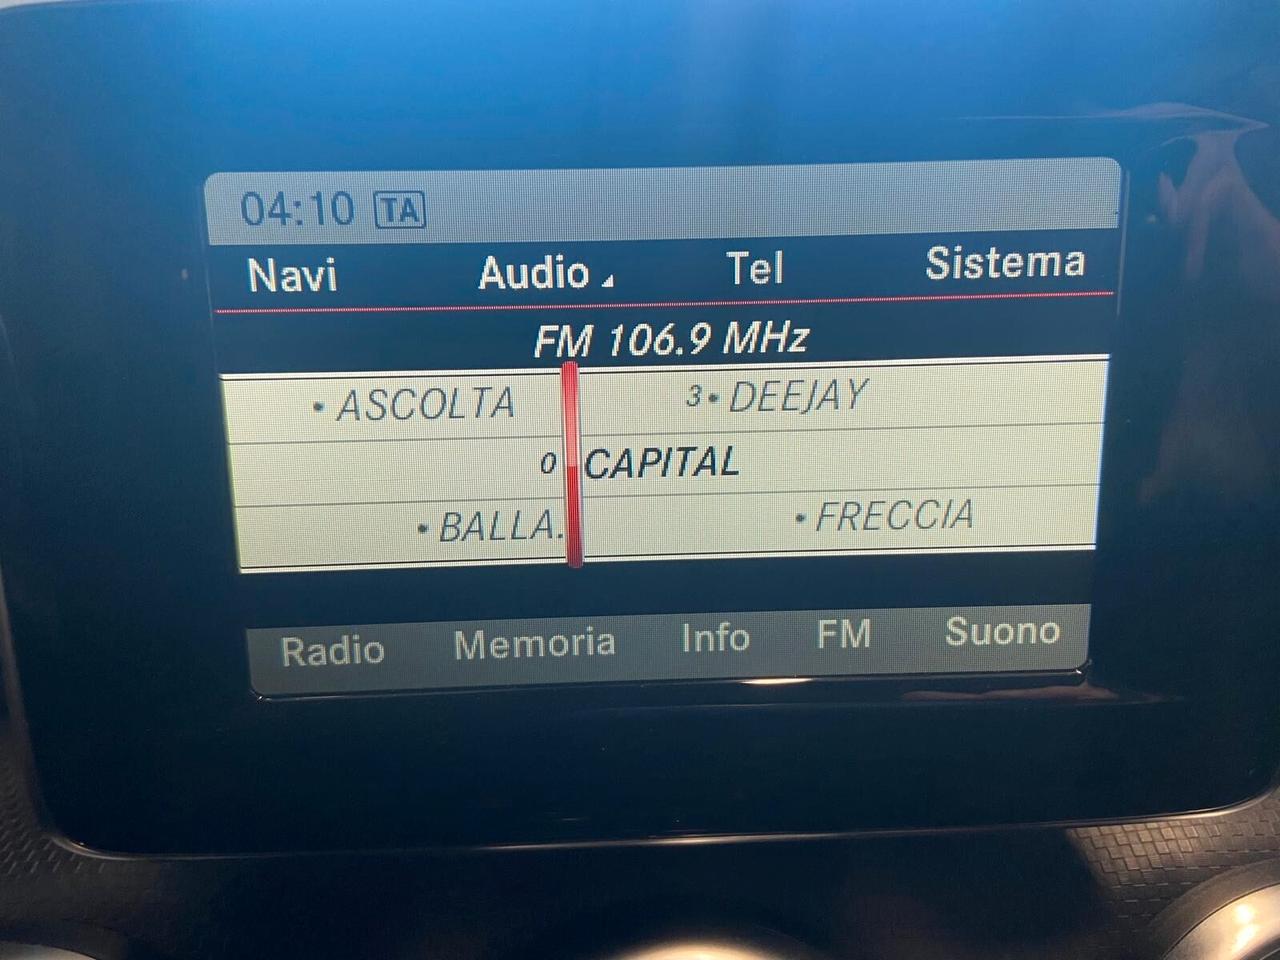 04:10 TA
Navi Audio Tel Sistema
FM 106.9 MHz
• ASCOLTA 3• DEEJAY
0 CAPITAL
• BALLA. • FRECCIA
Radio Memoria Info FM Suono